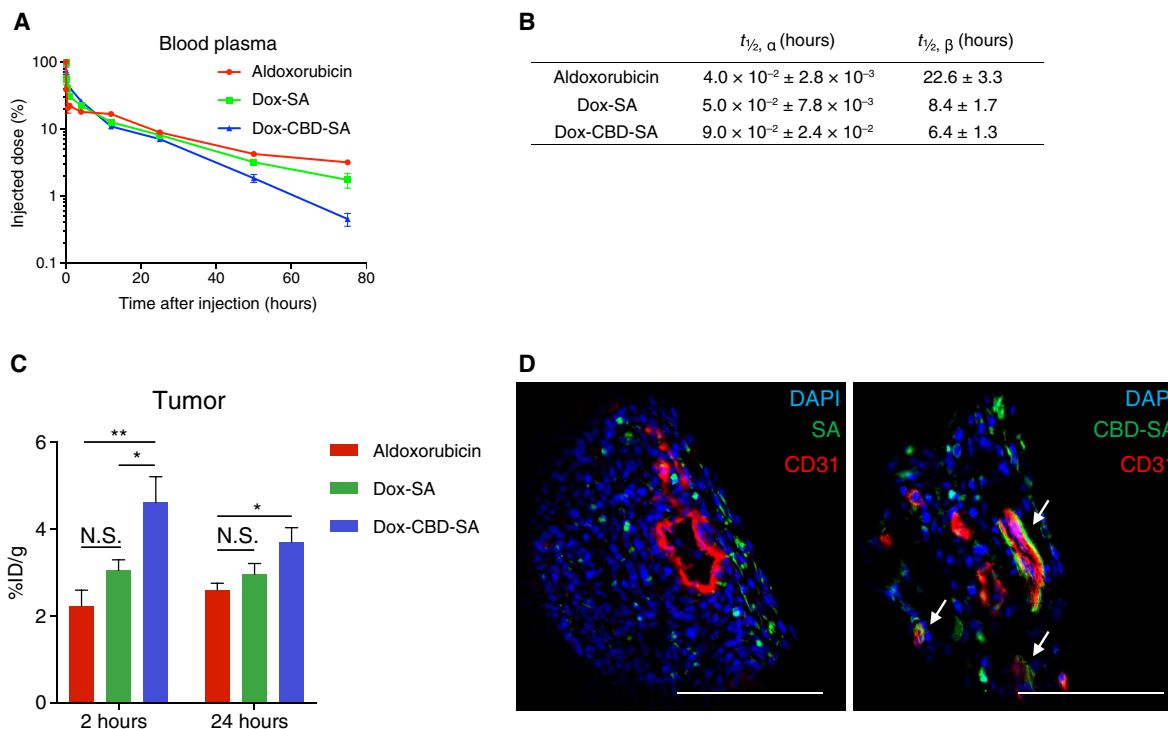 A
Blood plasma
Injected dose (%)
100
10
1
0.1
0
20
40
60
80
Time after injection (hours)
Aldoxorubicin
Dox-SA
Dox-CBD-SA
B
t½, α (hours) t½, β (hours)
Aldoxorubicin 4.0 × 10⁻² ± 2.8 × 10⁻³ 22.6 ± 3.3
Dox-SA 5.0 × 10⁻² ± 7.8 × 10⁻³ 8.4 ± 1.7
Dox-CBD-SA 9.0 × 10⁻² ± 2.4 × 10⁻² 6.4 ± 1.3
C
Tumor
%ID/g
6
4
2
0
**
*
N.S.
*
N.S.
2 hours
24 hours
Aldoxorubicin
Dox-SA
Dox-CBD-SA
D
DAPI
SA
CD31
DAP
CBD-SA
CD31